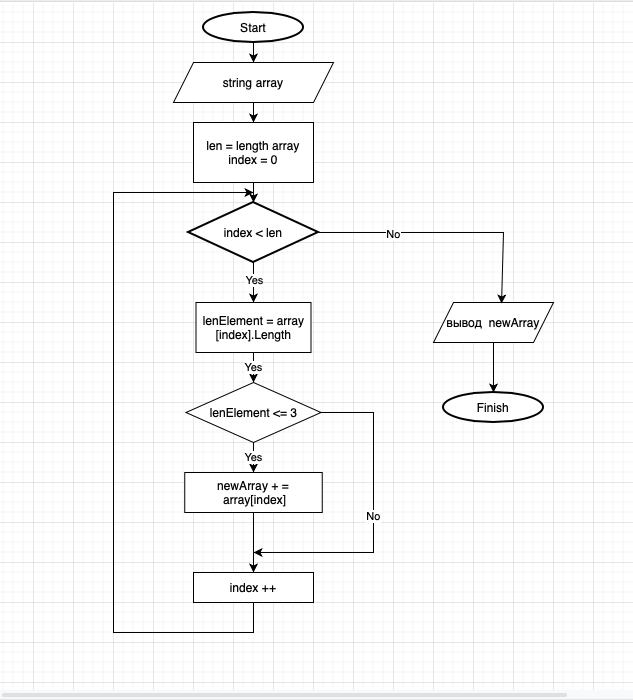 Start
string array
len = length array
index = 0
index < len
No
Yes
lenElement = array
[index].Length
вывод newArray
Yes
lenElement <= 3
Finish
Yes
newArray + =
array[index]
No
index ++